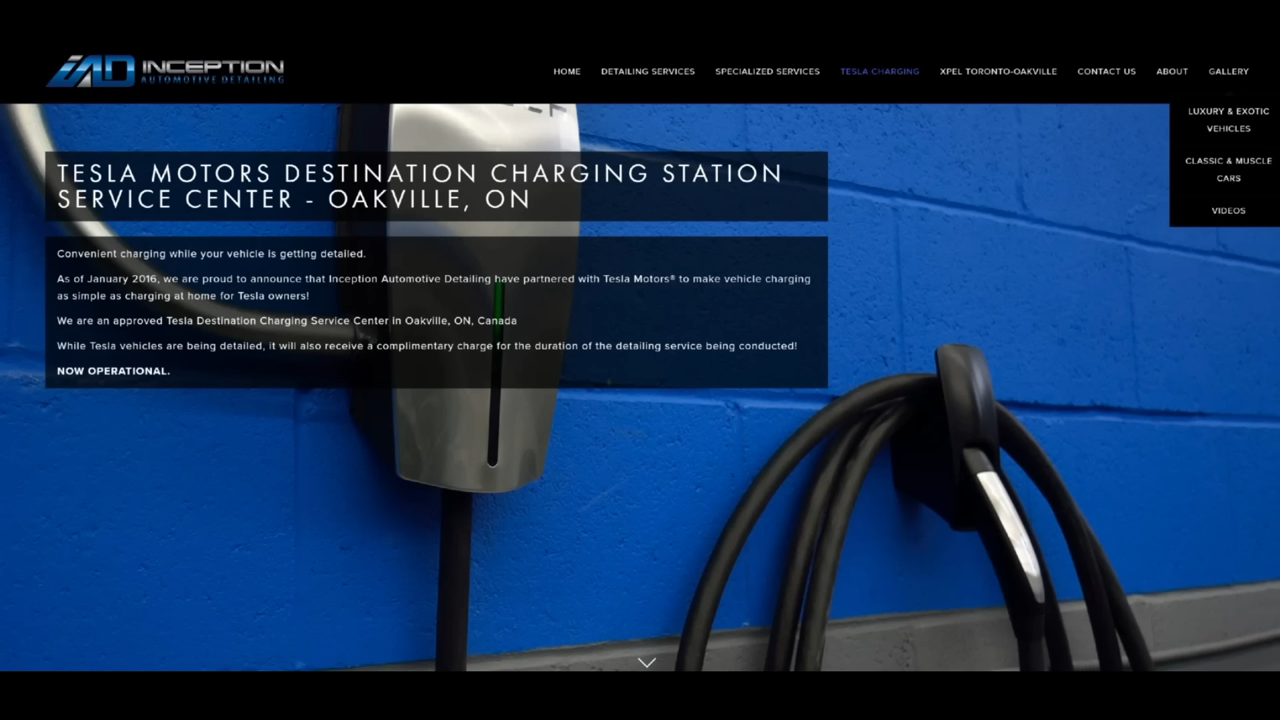 IAD INCEPTION
AUTOMOTIVE DETAILING
HOME DETAILING SERVICES SPECIALIZED SERVICES TESLA CHARGING XPEL TORONTO-OAKVILLE CONTACT US ABOUT GALLERY
LUXURY & EXOTIC
VEHICLES
CLASSIC & MUSCLE
CARS
VIDEOS
TESLA MOTORS DESTINATION CHARGING STATION
SERVICE CENTER - OAKVILLE, ON
Convenient charging while your vehicle is getting detailed.
As of January 2016, we are proud to announce that Inception Automotive Detailing have partnered with Tesla Motors® to make vehicle charging
as simple as charging at home for Tesla owners!
We are an approved Tesla Destination Charging Service Center in Oakville, ON, Canada
While Tesla vehicles are being detailed, it will also receive a complimentary charge for the duration of the detailing service being conducted!
NOW OPERATIONAL.